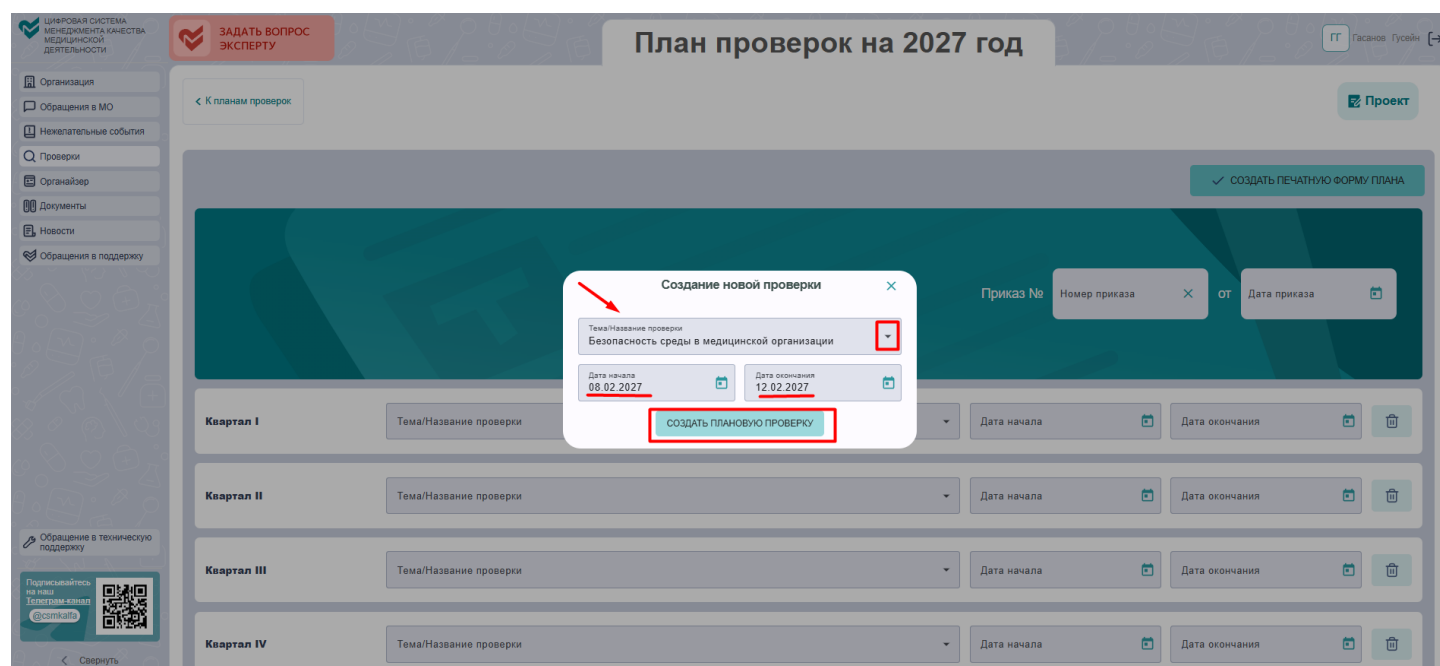 ЦИФРОВАЯ СИСТЕМА
МЕНЕДЖМЕНТА КАЧЕСТВА
МЕДИЦИНСКОЙ
ДЕЯТЕЛЬНОСТИ
ЗАДАТЬ ВОПРОС
ЭКСПЕРТУ
План проверок на 2027 год
ГГ Гасанов Гусейн
Организация
Обращения в МО
Нежелательные события
Проверки
Органайзер
Документы
Новости
Обращения в поддержку
К планам проверок
Проект
СОЗДАТЬ ПЕЧАТНУЮ ФОРМУ ПЛАНА
Приказ № Номер приказа от Дата приказа
Создание новой проверки
Тема/Название проверки
Безопасность среды в медицинской организации
Дата начала Дата окончания
08.02.2027 12.02.2027
СОЗДАТЬ ПЛАНОВУЮ ПРОВЕРКУ
Квартал I Тема/Название проверки Дата начала Дата окончания
Квартал II Тема/Название проверки Дата начала Дата окончания
Квартал III Тема/Название проверки Дата начала Дата окончания
Квартал IV Тема/Название проверки Дата начала Дата окончания
Обращение в техническую
поддержку
Подписывайтесь
на наш
Телеграм-канал
@csmkalfa
Свернуть